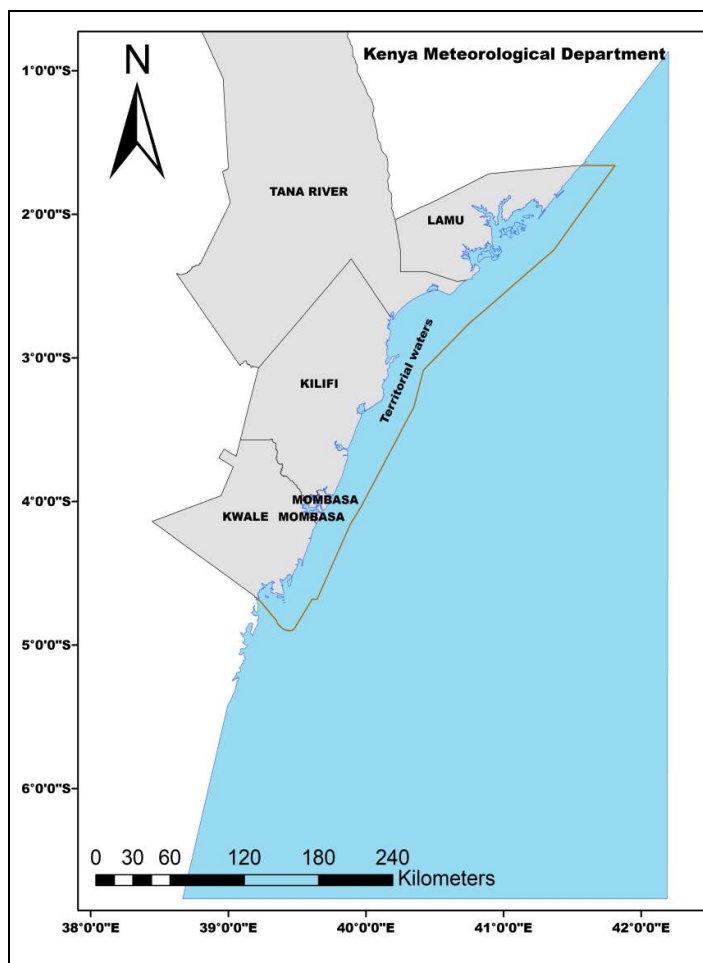 Kenya Meteorological Department
N
1°0'0"S
TANA RIVER
2°0'0"S
LAMU
3°0'0"S
Territorial waters
KILIFI
4°0'0"S
MOMBASA
KWALE
MOMBASA
5°0'0"S
6°0'0"S
0 30 60 120 180 240
Kilometers
38°0'0"E 39°0'0"E 40°0'0"E 41°0'0"E 42°0'0"E